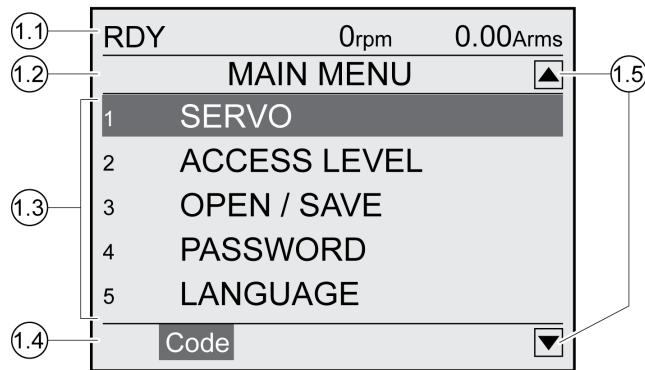 1.1 RDY 0rpm 0.00Arms
1.2 MAIN MENU ▲ 1.5
1 SERVO
2 ACCESS LEVEL
1.3 3 OPEN / SAVE
4 PASSWORD
5 LANGUAGE
1.4 Code ▼